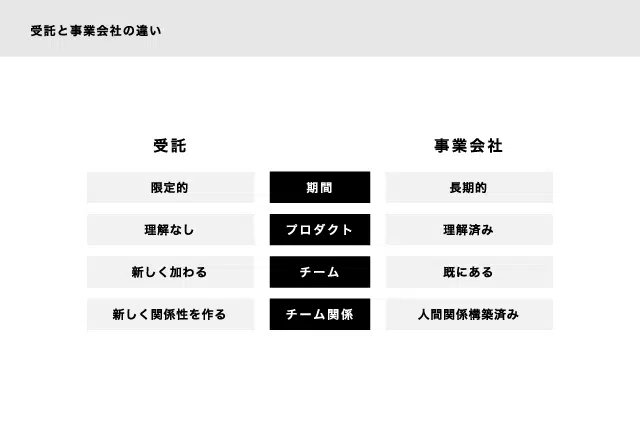 受託と事業会社の違い
受託
事業会社
限定的
期間
長期的
理解なし
プロダクト
理解済み
新しく加わる
チーム
既にある
新しく関係性を作る
チーム関係
人間関係構築済み